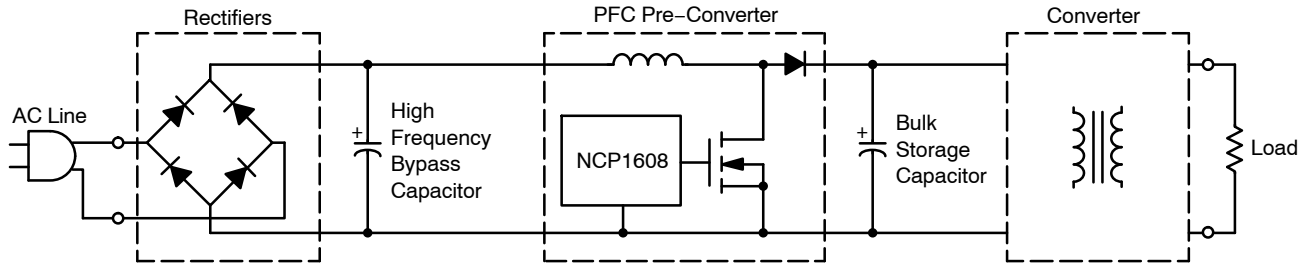 Rectifiers
PFC Pre−Converter
Converter
AC Line
High
Frequency
Bypass
Capacitor
+
NCP1608
+
Bulk
Storage
Capacitor
Load